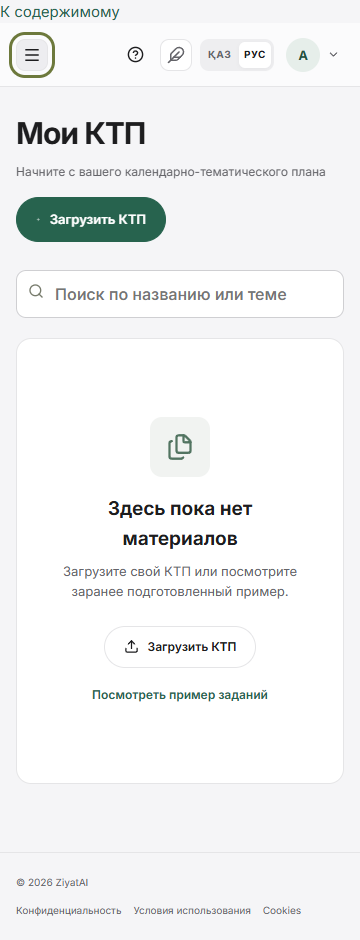 К содержимому
ҚАЗ РУС А
Мои КТП
Начните с вашего календарно-тематического плана
Загрузить КТП
Поиск по названию или теме
Здесь пока нет
материалов
Загрузите свой КТП или посмотрите
заранее подготовленный пример.
Загрузить КТП
Посмотреть пример заданий
© 2026 ZiyatAI
Конфиденциальность Условия использования Cookies